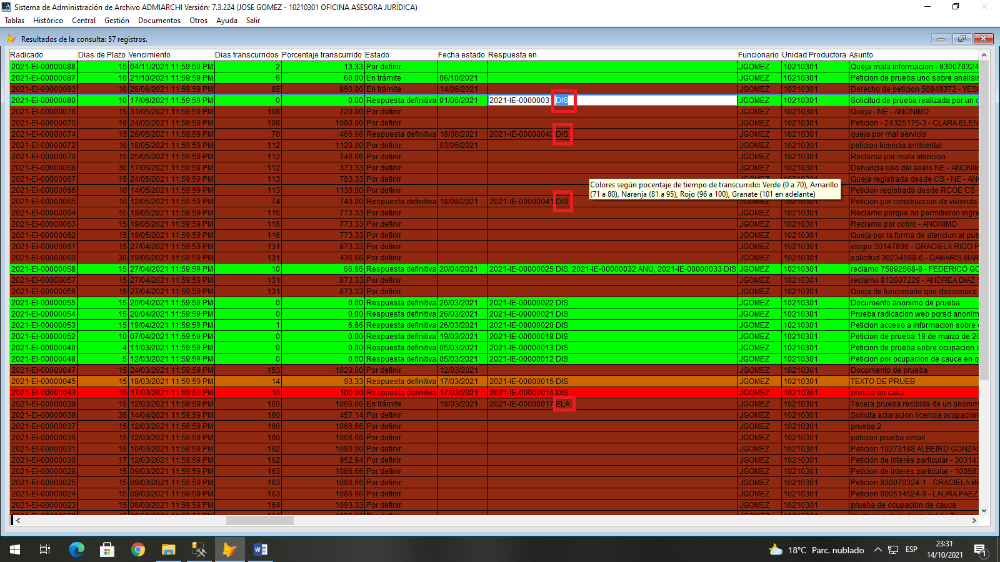 Sistema de Administración de Archivo ADMIARCHI Versión: 7.3.224 (JOSE GOMEZ - 10210301 OFICINA ASESORA JURÍDICA)
Tablas Histórico Central Gestión Documentos Otros Ayuda Salir
Resultados de la consulta: 57 registros.
Radicado Dias de Plazo Vencimiento Dias transcurridos Porcentaje transcurrido Estado Fecha estado Respuesta en Funcionario Unidad Productora Asunto
2021-EI-00000088 15 04/11/2021 11:59:59 PM 2 13.33 Por definir JGOMEZ 10210301 Queja mala informacion - 830070324
2021-EI-00000087 10 21/10/2021 11:59:59 PM 6 60.00 En trámite 06/10/2021 JGOMEZ 10210301 Peticion de prueba uno sobre analisis
2021-EI-00000083 10 28/06/2021 11:59:59 PM 85 850.00 En trámite 14/06/2021 JGOMEZ 10210301 Derecho de peticion 50849372 - YESE
2021-EI-00000080 10 17/06/2021 11:59:59 PM 0 0.00 Respuesta definitiva 01/06/2021 2021-IE-00000031 DIS JGOMEZ 10210301 Solicitud de prueba realizada por un c
2021-EI-00000076 15 31/05/2021 11:59:59 PM 108 720.00 Por definir JGOMEZ 10210301 Queja - NE - ANONIMO
2021-EI-00000075 10 24/05/2021 11:59:59 PM 108 1080.00 Por definir JGOMEZ 10210301 Peticion - 24325175-3 - CLARA ELEN
2021-EI-00000074 15 26/05/2021 11:59:59 PM 70 466.66 Respuesta definitiva 18/08/2021 2021-IE-00000040 DIS JGOMEZ 10210301 queja por mal servicio
2021-EI-00000072 10 18/05/2021 11:59:59 PM 112 1120.00 Por definir 03/05/2021 JGOMEZ 10210301 peticion licencia ambiental
2021-EI-00000070 15 25/05/2021 11:59:59 PM 112 746.66 Por definir JGOMEZ 10210301 Reclama por mala atencion
2021-EI-00000068 30 17/06/2021 11:59:59 PM 112 373.33 Por definir JGOMEZ 10210301 Denuncia uso del suelo NE - ANONIM
2021-EI-00000067 15 24/05/2021 11:59:59 PM 113 753.33 Por definir JGOMEZ 10210301 Queja registrada desde CS - NE - AN
2021-EI-00000066 10 14/05/2021 11:59:59 PM 113 1130.00 Por definir JGOMEZ 10210301 Peticion registrada desde RCOE CS -
Colores según pocentaje de tiempo de transcurrido: Verde (0 a 70), Amarillo
(71 a 80), Naranja (81 a 95), Rojo (96 a 100), Granate (101 en adelante)
2021-EI-00000065 10 12/05/2021 11:59:59 PM 74 740.00 Respuesta definitiva 18/08/2021 2021-IE-00000041 DIS JGOMEZ 10210301 Peticion por construccion de vivienda
2021-EI-00000064 15 19/05/2021 11:59:59 PM 116 773.33 Por definir JGOMEZ 10210301 Reclamo porque no permitieron ingre
2021-EI-00000063 15 19/05/2021 11:59:59 PM 116 773.33 Por definir JGOMEZ 10210301 Reclamo por cobro - ANONIMO
2021-EI-00000062 15 19/05/2021 11:59:59 PM 116 773.33 Por definir JGOMEZ 10210301 Queja por la forma de atencion al pub
2021-EI-00000061 15 27/04/2021 11:59:59 PM 131 873.33 Por definir JGOMEZ 10210301 elogio 30147896 - GRACIELA RICO P
2021-EI-00000060 30 19/05/2021 11:59:59 PM 131 436.66 Por definir JGOMEZ 10210301 solicitud 30234598-6 - DAMARIS MAR
2021-EI-00000058 15 27/04/2021 11:59:59 PM 10 66.66 Respuesta definitiva 20/04/2021 2021-IE-00000025 DIS, 2021-IE-00000032 ANU, 2021-IE-00000033 DIS JGOMEZ 10210301 reclamo 75092568-8 - FEDERICO GO
2021-EI-00000057 15 27/04/2021 11:59:59 PM 131 873.33 Por definir JGOMEZ 10210301 reclamo 812007229 - ANDREA DIAZ S
2021-EI-00000056 15 27/04/2021 11:59:59 PM 131 873.33 Por definir JGOMEZ 10210301 Queja de funcionario que desconoce
2021-EI-00000055 15 20/04/2021 11:59:59 PM 0 0.00 Respuesta definitiva 26/03/2021 2021-IE-00000022 DIS JGOMEZ 10210301 Documento anonimo de prueba
2021-EI-00000054 15 20/04/2021 11:59:59 PM 0 0.00 Respuesta definitiva 26/03/2021 2021-IE-00000021 DIS JGOMEZ 10210301 Prueba radicacion web pqrsd anonim
2021-EI-00000053 15 19/04/2021 11:59:59 PM 1 6.66 Respuesta definitiva 26/03/2021 2021-IE-00000020 DIS JGOMEZ 10210301 Peticion acceso a informacion sobre
2021-EI-00000052 10 07/04/2021 11:59:59 PM 0 0.00 Respuesta definitiva 19/03/2021 2021-IE-00000018 DIS JGOMEZ 10210301 Peticion de prueba 19 de marzo de 20
2021-EI-00000049 4 11/03/2021 11:59:59 PM 0 0.00 Respuesta definitiva 05/03/2021 2021-IE-00000013 DIS JGOMEZ 10210301 Peticion de prueba sobre ocupacion c
2021-EI-00000048 5 12/03/2021 11:59:59 PM 0 0.00 Respuesta definitiva 05/03/2021 2021-IE-00000012 DIS JGOMEZ 10210301 Peticion por ocupacion de cauce en q
2021-EI-00000047 15 24/03/2021 11:59:59 PM 153 1020.00 Por definir 12/03/2021 JGOMEZ 10210301 Documento de prueba
2021-EI-00000045 15 18/03/2021 11:59:59 PM 14 93.33 Respuesta definitiva 17/03/2021 2021-IE-00000015 DIS JGOMEZ 10210301 TEXTO DE PRUEB
2021-EI-00000043 15 17/03/2021 11:59:59 PM 15 100.00 Respuesta definitiva 17/03/2021 2021-IE-00000016 DIS JGOMEZ 10210301 prueba en casa
2021-EI-00000039 15 12/03/2021 11:59:59 PM 160 1066.66 En trámite 18/03/2021 2021-IE-00000017 ELA JGOMEZ 10210301 Tecera prueba recibida de un anonim
2021-EI-00000038 35 14/04/2021 11:59:59 PM 160 457.14 Por definir JGOMEZ 10210301 Solicita aclaracion licencia ocupacion
2021-EI-00000037 15 12/03/2021 11:59:59 PM 160 1066.66 Por definir JGOMEZ 10210301 prueba 2
2021-EI-00000036 15 12/03/2021 11:59:59 PM 160 1066.66 Por definir JGOMEZ 10210301 peticion prueba email
2021-EI-00000031 15 10/03/2021 11:59:59 PM 162 1080.00 Por definir JGOMEZ 10210301 Peticion 10273188 ALBEIRO GONZAL
2021-EI-00000030 17 12/03/2021 11:59:59 PM 162 952.94 Por definir JGOMEZ 10210301 Petición de interés particular - 303143
2021-EI-00000028 15 09/03/2021 11:59:59 PM 163 1086.66 Por definir JGOMEZ 10210301 Peticion de interes particular - 100583
2021-EI-00000025 15 09/03/2021 11:59:59 PM 163 1086.66 Por definir JGOMEZ 10210301 Peticion 830070324-1 - GRACIELA BE
2021-EI-00000024 15 09/03/2021 11:59:59 PM 163 1086.66 Por definir JGOMEZ 10210301 Peticion 900514524-9 - LAURA PAEZ
2021-EI-00000023 15 08/03/2021 11:59:59 PM 164 1093.33 Por definir JGOMEZ 10210301 prueba de ocupacion de cauce
18°C Parc. nublado ESP 23:31
14/10/2021 1